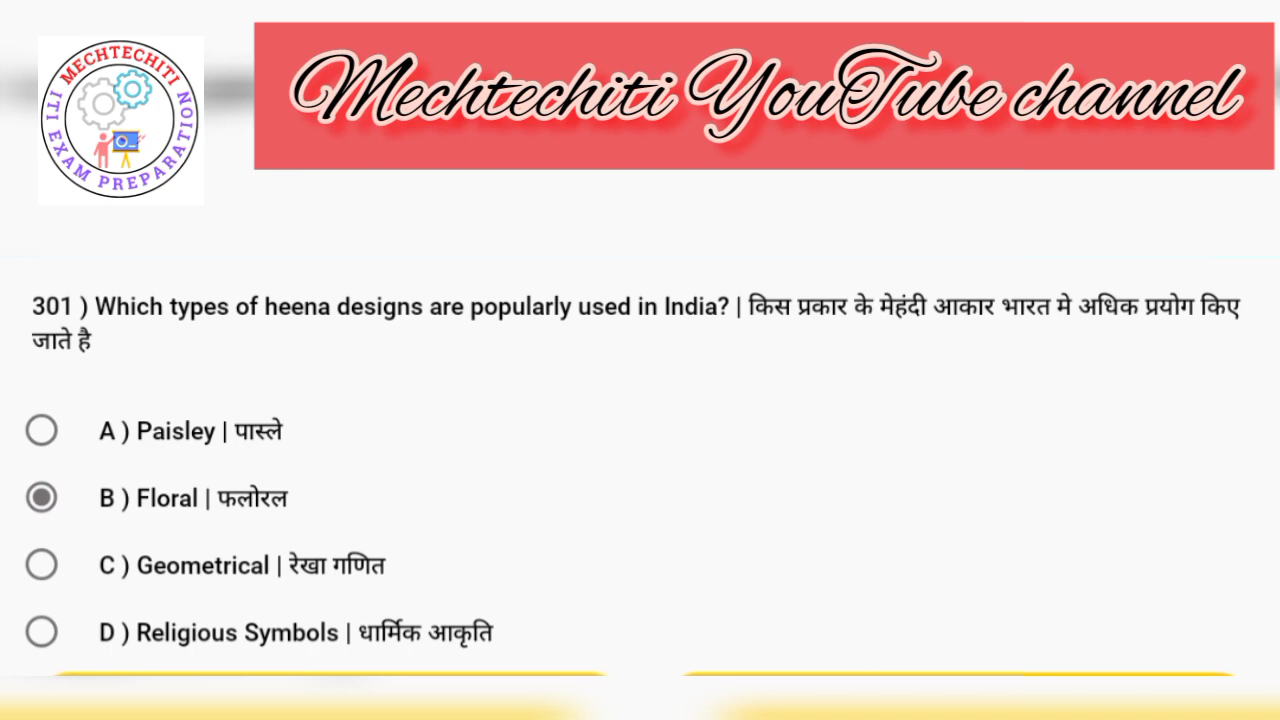 MECHTECHITI
ITI EXAM PREPARATION
Mechtechiti YouTube channel
301 ) Which types of heena designs are popularly used in India? | किस प्रकार के मेहंदी आकार भारत मे अधिक प्रयोग किए
जाते है
A ) Paisley | पास्ले
B ) Floral | फलोरल
C ) Geometrical | रेखा गणित
D ) Religious Symbols | धार्मिक आकृति